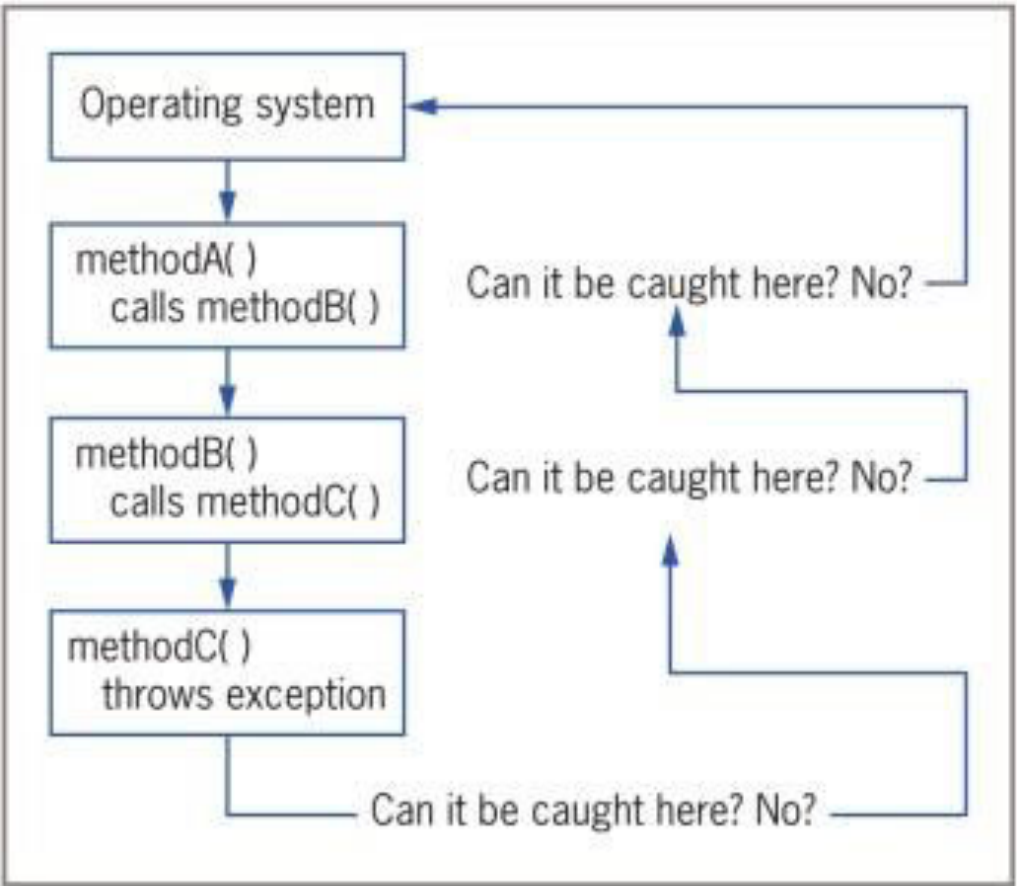 Operating system
methodA( )
calls methodB( )
Can it be caught here? No?
methodB( )
calls methodC( )
Can it be caught here? No?
methodC( )
throws exception
Can it be caught here? No?